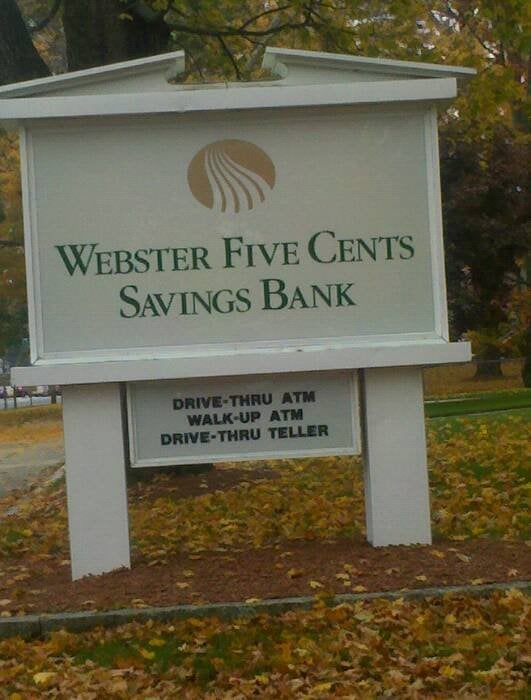 Webster Five Cents
Savings Bank
DRIVE-THRU ATM
WALK-UP ATM
DRIVE-THRU TELLER